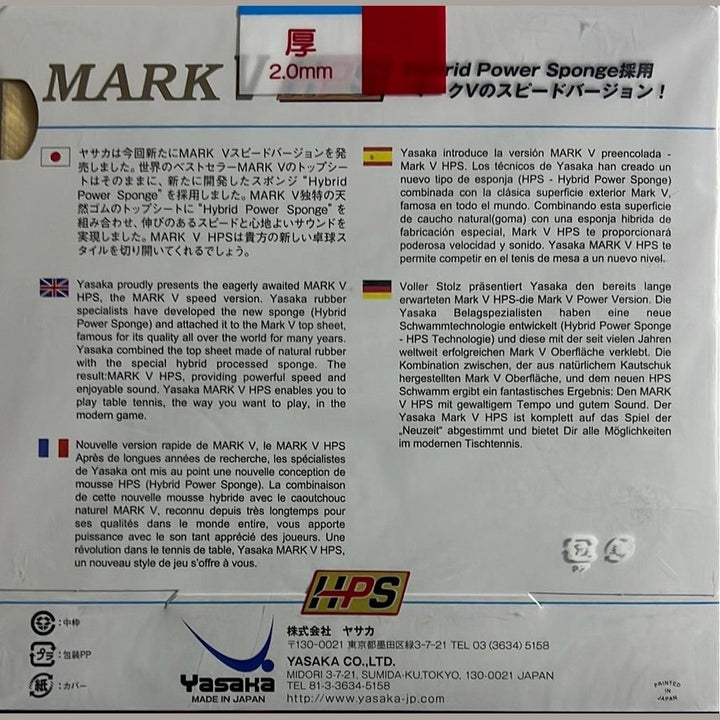 厚
2.0mm
MARK V HPS
Power Sponge採用
クVのスピードバージョン！
ヤサカは今回新たにMARK Vスピードバージョンを発
売しました。世界のベストセラーMARK Vのトップシー
トはそのままに、新たに開発したスポンジ“Hybrid
Power Sponge”を採用しました。MARK V独特の天
然ゴムのトップシートに“Hybrid Power Sponge”を
組み合わせ、伸びのあるスピードと心地よいサウンドを
実現しました。MARK V HPSは貴方の新しい卓球ス
タイルを切り開いてくれるでしょう。
Yasaka proudly presents the eagerly awaited MARK V
HPS, the MARK V speed version. Yasaka rubber
specialists have developed the new sponge (Hybrid
Power Sponge) and attached it to the Mark V top sheet,
famous for its quality all over the world for many years.
Yasaka combined the top sheet made of natural rubber
with the special hybrid processed sponge. The
result:MARK V HPS, providing powerful speed and
enjoyable sound. Yasaka MARK V HPS enables you to
play table tennis, the way you want to play, in the
modern game.
Nouvelle version rapide de MARK V, le MARK V HPS
Après de longues années de recherche, les spécialistes
de Yasaka ont mis au point une nouvelle conception de
mousse HPS (Hybrid Power Sponge). La combinaison
de cette nouvelle mousse hybride avec le caoutchouc
naturel MARK V, reconnu depuis très longtemps pour
ses qualités dans le monde entier, vous apporte
puissance avec le son tant apprécié des joueurs. Une
révolution dans le tennis de table, Yasaka MARK V HPS,
un nouveau style de jeu s'offre à vous.
Yasaka introduce la versión MARK V preencolada -
Mark V HPS. Los técnicos de Yasaka han creado un
nuevo tipo de esponja (HPS - Hybrid Power Sponge)
combinada con la clásica superficie exterior Mark V,
famosa en todo el mundo. Combinando esta superficie
de caucho natural(goma) con una esponja hibrida de
fabricación especial, Mark V HPS te proporcionará
poderosa velocidad y sonido. Yasaka MARK V HPS te
permite competir en el tenis de mesa a un nuevo nivel.
Voller Stolz präsentiert Yasaka den bereits lange
erwarteten Mark V HPS-die Mark V Power Version. Die
Yasaka Belagspezialisten haben eine neue
Schwammtechnologie entwickelt (Hybrid Power Sponge
- HPS Technologie) und diese mit der seit vielen Jahren
weltweit erfolgreichen Mark V Oberfläche verklebt. Die
Kombination zwischen, der aus natürlichem Kautschuk
hergestellten Mark V Oberfläche, und dem neuen HPS
Schwamm ergibt ein fantastisches Ergebnis: Den MARK
V HPS mit gewaltigem Tempo und gutem Sound. Der
Yasaka Mark V HPS ist komplett auf das Spiel der
„Neuzeit" abgestimmt und bietet Dir alle Möglichkeiten
im modernen Tischtennis.
HPS
：中枠
プラ：包装PP
紙：カバー
Yasaka
MADE IN JAPAN
株式会社 ヤサカ
〒130-0021 東京都墨田区緑3-7-21 TEL 03 (3634) 5158
YASAKA CO.,LTD.
MIDORI 3-7-21, SUMIDA-KU,TOKYO, 130-0021 JAPAN
TEL 81-3-3634-5158
http://www.yasaka-jp.com
PRINTED
IN
JAPAN